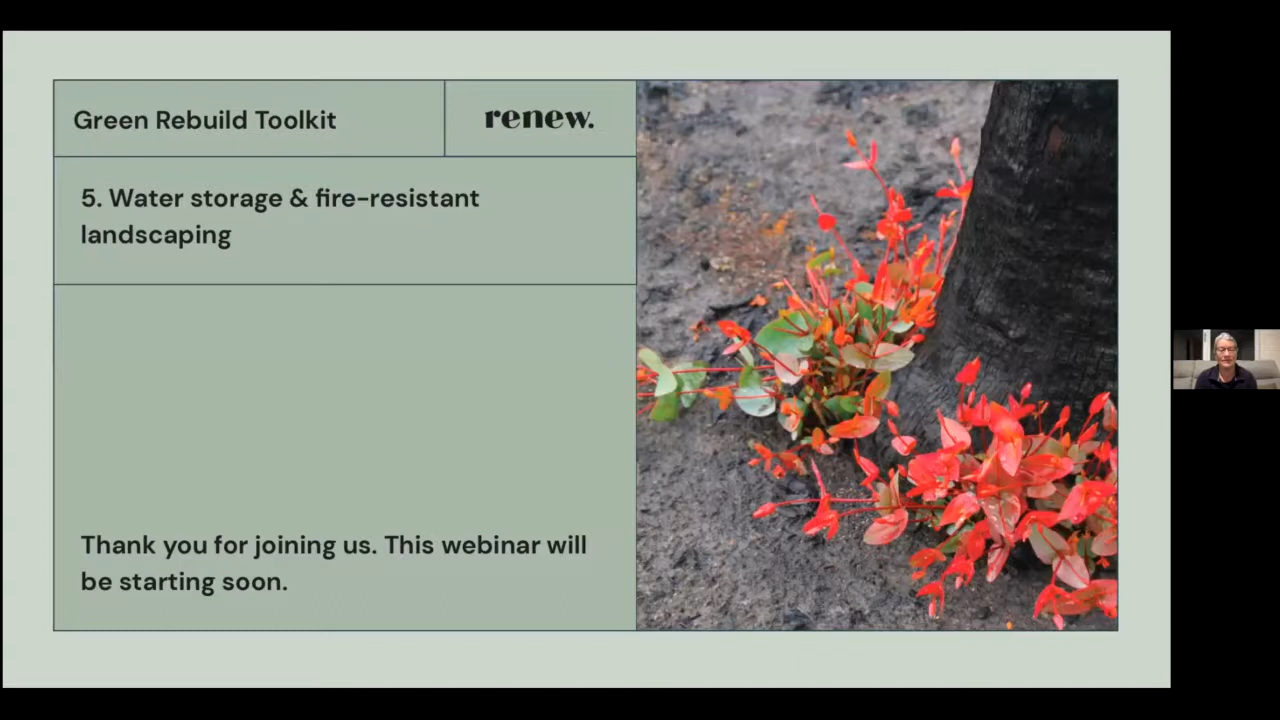 Green Rebuild Toolkit
renew.
5. Water storage & fire-resistant
landscaping
Thank you for joining us. This webinar will
be starting soon.